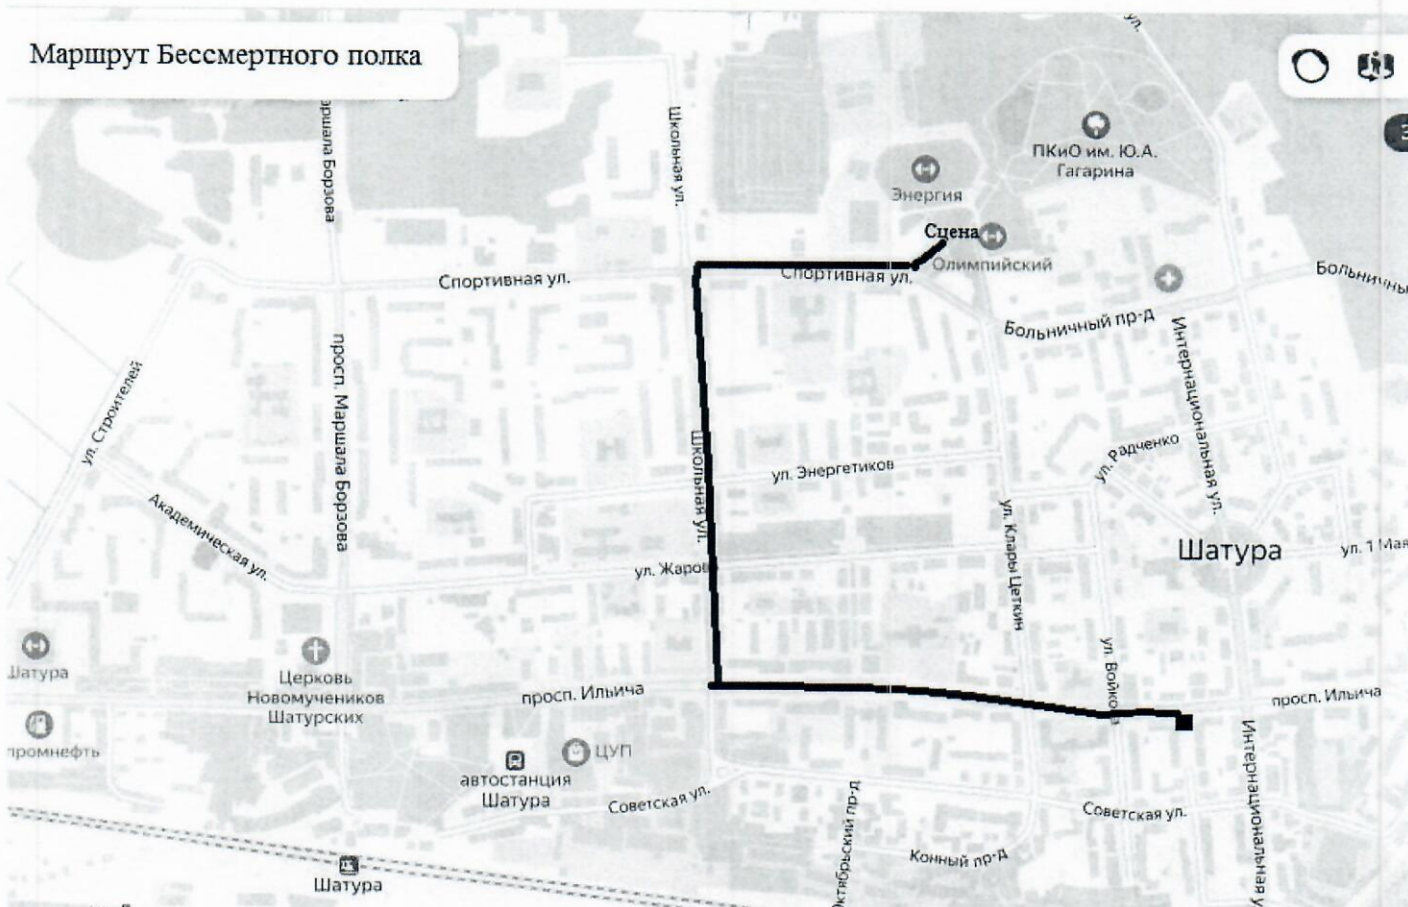 Маршрут Бессмертного полка
ул.
Школьная ул.
ршала Борзова
ПКиО им. Ю.А.
Гагарина
Энергия
Сцена
Олимпийский
Спортивная ул.
Спортивная ул.
Больничны
Больничный пр-д
Интернациональная ул.
просп. Маршала Борзова
ул. Строителей
Школьная ул.
ул. Энергетиков
ул. Радченко
Академическая ул.
ул. Клары Цеткин
Шатура
ул. 1 Мая
ул. Жаров
Шатура
Церковь
Новомучеников
Шатурских
просп. Ильича
ул. Войкова
просп. Ильича
промнефть
ЦУП
автостанция
Шатура
Советская ул.
Октябрьский пр-д
Советская ул.
Интернациональная у
Конный пр-д
Шатура